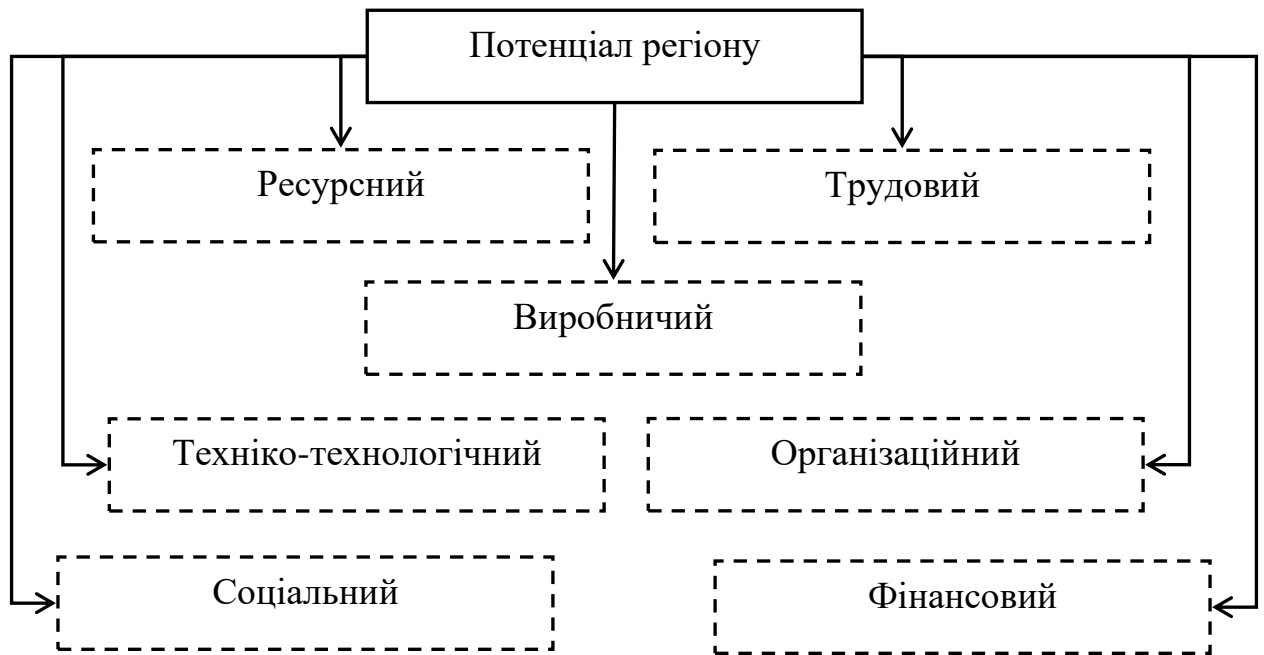 Потенціал регіону
Ресурсний
Трудовий
Виробничий
Техніко-технологічний
Організаційний
Соціальний
Фінансовий